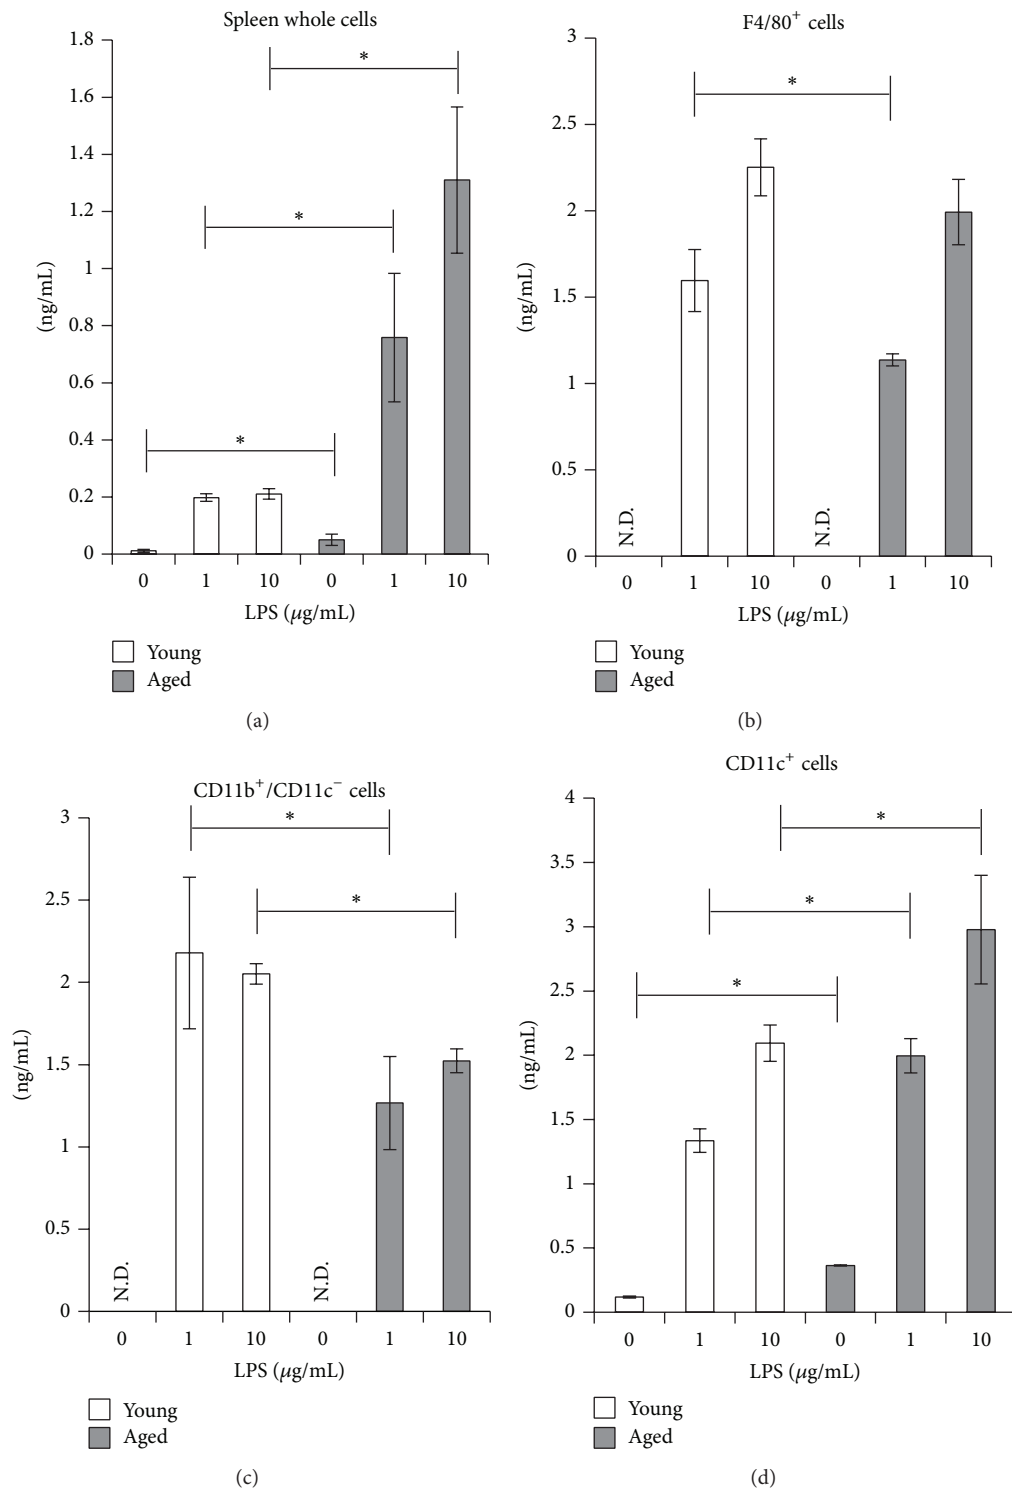 Spleen whole cells
1.8
1.6
1.4
1.2
1
0.8
0.6
0.4
0.2
0
(ng/mL)
*
*
*
0 1 10 0 1 10
LPS (μg/mL)
Young
Aged
(a)
F4/80⁺ cells
3
2.5
2
1.5
1
0.5
0
(ng/mL)
*
N.D.
N.D.
0 1 10 0 1 10
LPS (μg/mL)
Young
Aged
(b)
CD11b⁺/CD11c⁻ cells
3
2.5
2
1.5
1
0.5
0
(ng/mL)
*
*
N.D.
N.D.
0 1 10 0 1 10
LPS (μg/mL)
Young
Aged
(c)
CD11c⁺ cells
4
3.5
3
2.5
2
1.5
1
0.5
0
(ng/mL)
*
*
*
0 1 10 0 1 10
LPS (μg/mL)
Young
Aged
(d)